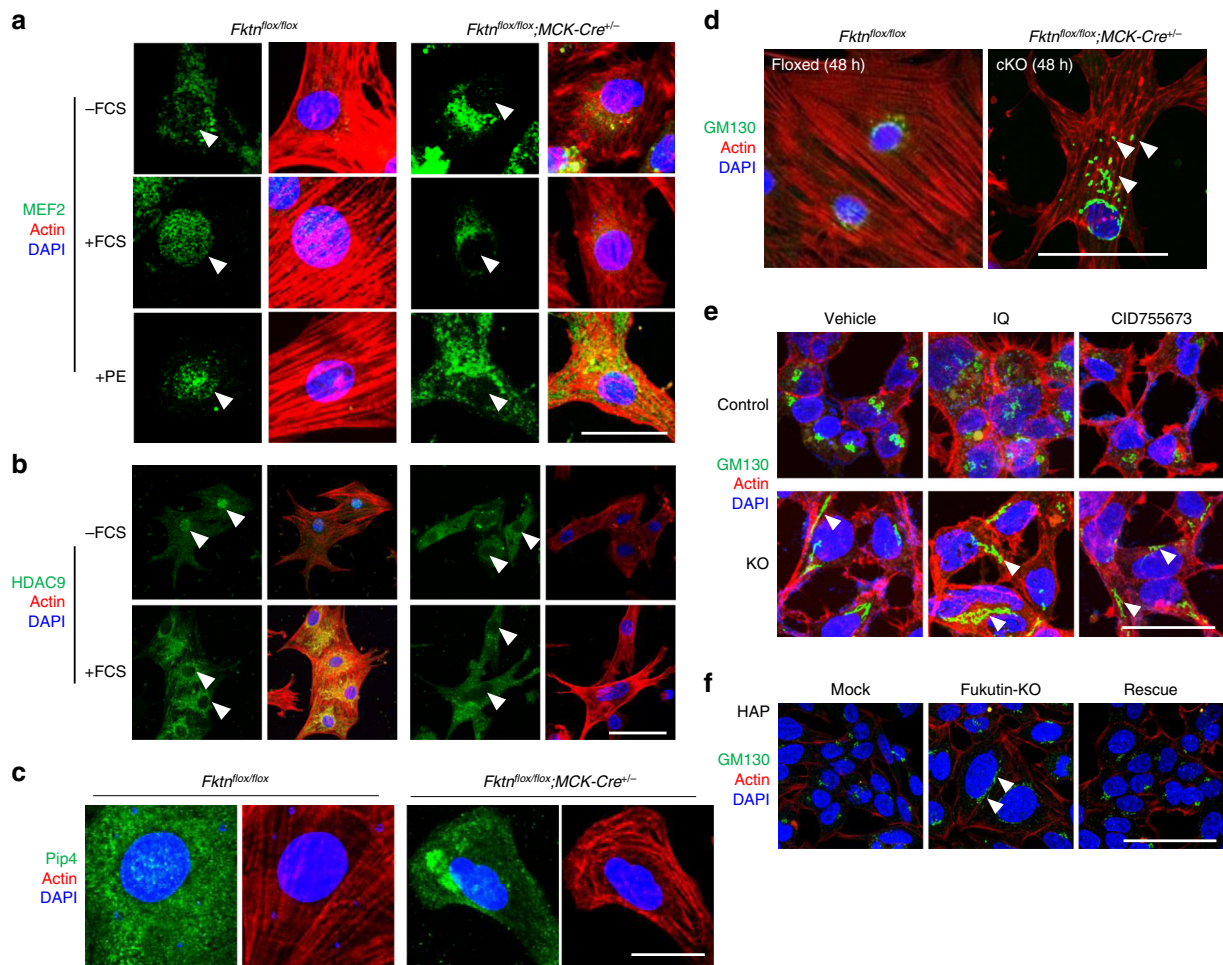 a
Fktn^flox/flox
Fktn^flox/flox;MCK-Cre^+/–
–FCS
MEF2
Actin
DAPI
+FCS
+PE
b
–FCS
HDAC9
Actin
DAPI
+FCS
c
Fktn^flox/flox
Fktn^flox/flox;MCK-Cre^+/–
Pip4
Actin
DAPI
d
Fktn^flox/flox
Fktn^flox/flox;MCK-Cre^+/–
Floxed (48 h)
cKO (48 h)
GM130
Actin
DAPI
e
Vehicle
IQ
CID755673
Control
GM130
Actin
DAPI
KO
f
Mock
Fukutin-KO
Rescue
HAP
GM130
Actin
DAPI